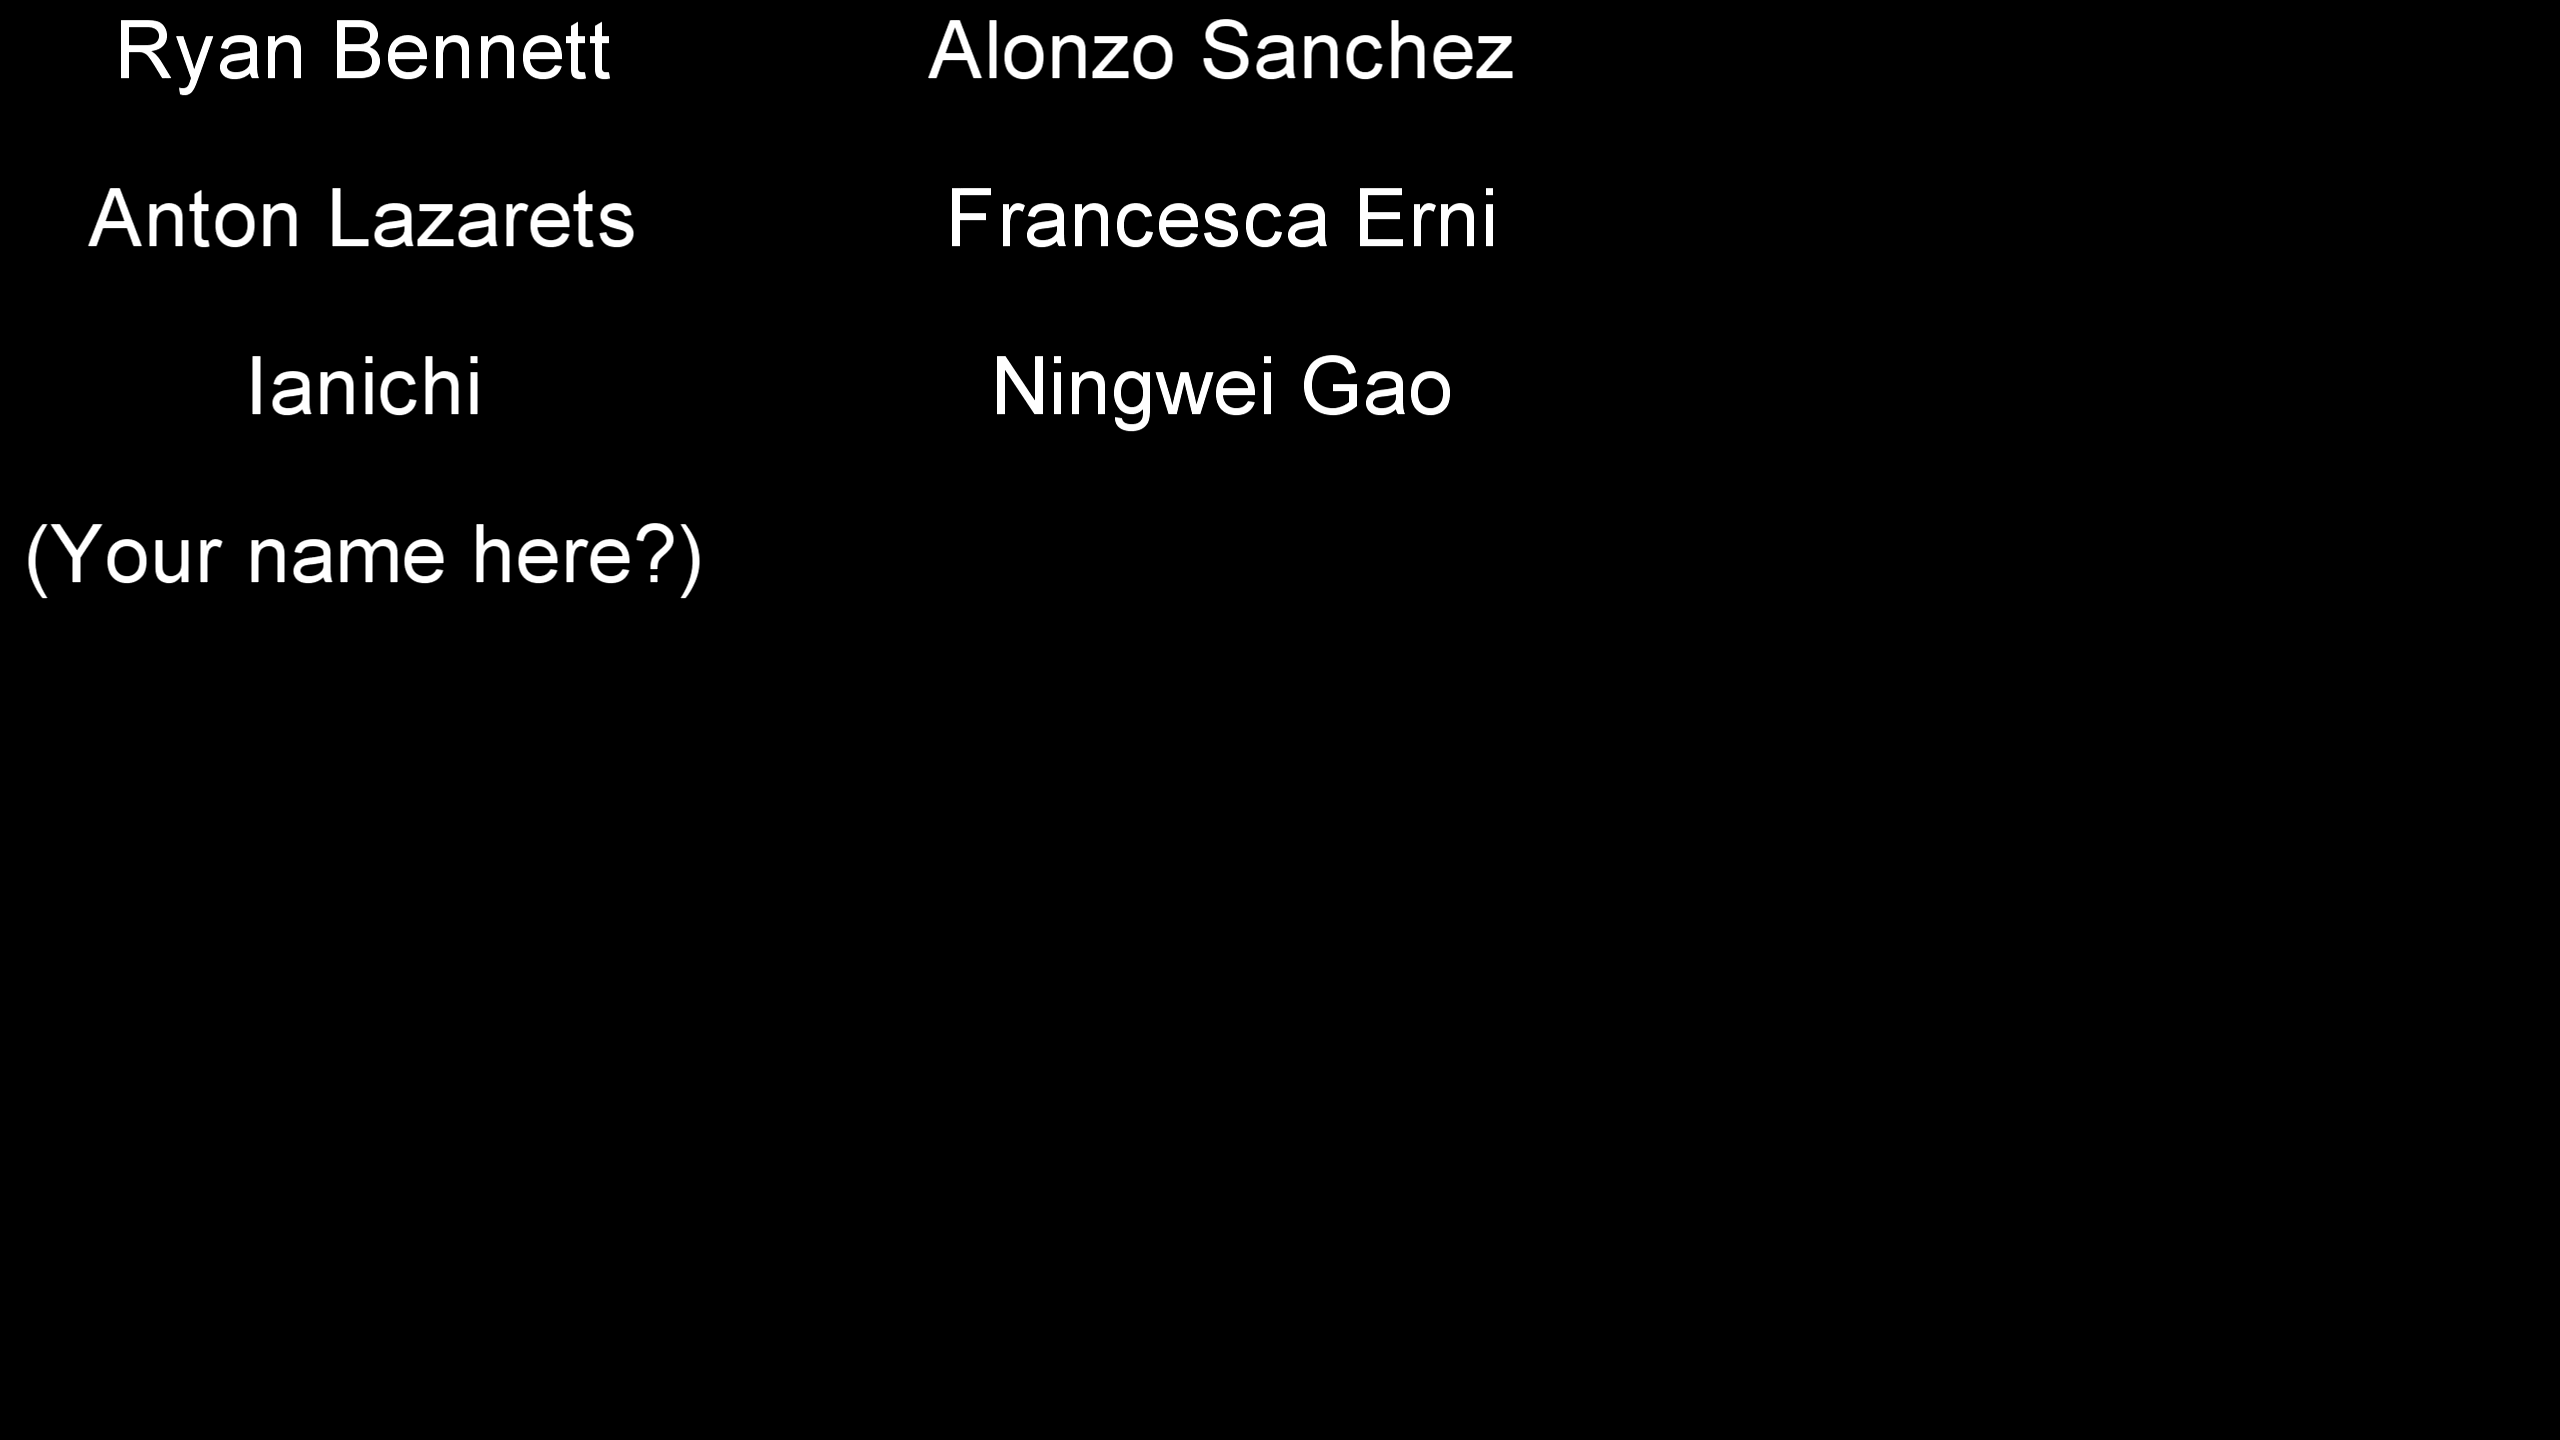 Ryan Bennett
Alonzo Sanchez
Anton Lazarets
Francesca Erni
Ianichi
Ningwei Gao
(Your name here?)